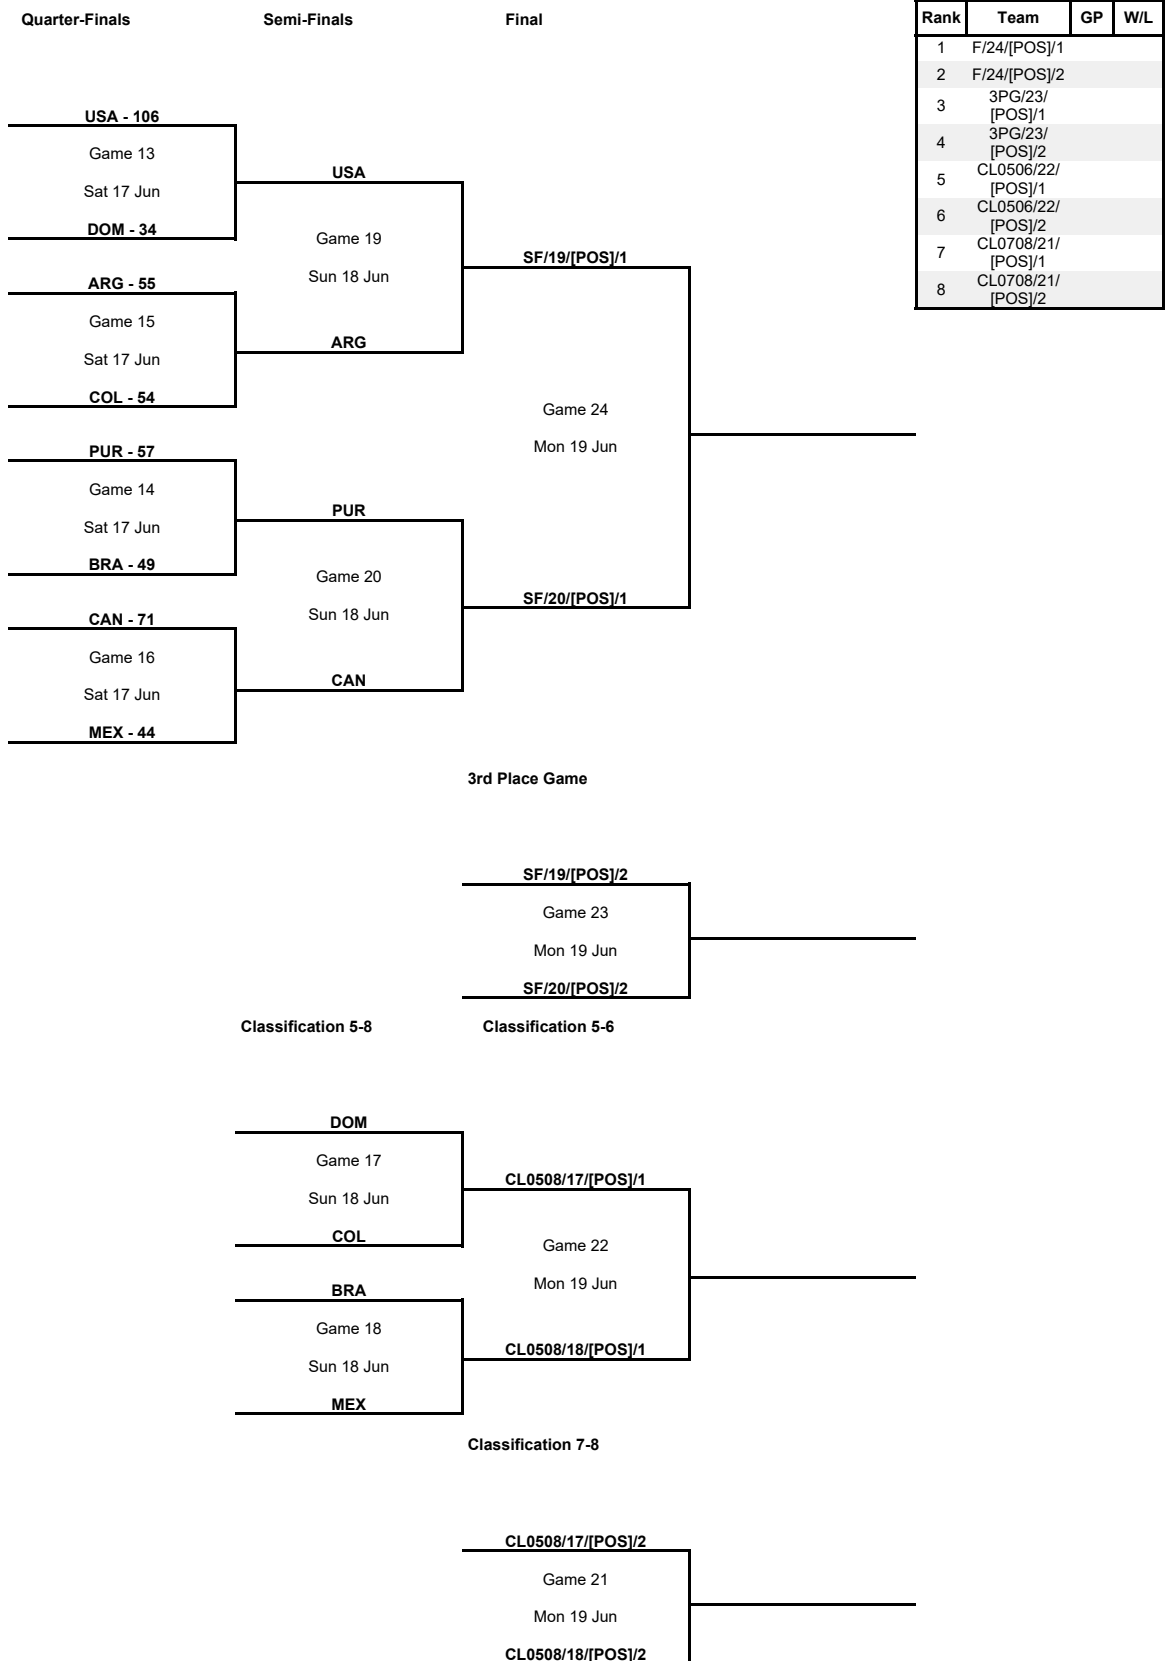 Quarter-Finals Semi-Finals Final
Rank Team GP W/L
1 F/24/[POS]/1
2 F/24/[POS]/2
3 3PG/23/
[POS]/1
4 3PG/23/
[POS]/2
5 CL0506/22/
[POS]/1
6 CL0506/22/
[POS]/2
7 CL0708/21/
[POS]/1
8 CL0708/21/
[POS]/2
USA - 106
Game 13
Sat 17 Jun
DOM - 34
ARG - 55
Game 15
Sat 17 Jun
COL - 54
PUR - 57
Game 14
Sat 17 Jun
BRA - 49
CAN - 71
Game 16
Sat 17 Jun
MEX - 44
USA
Game 19
Sun 18 Jun
ARG
PUR
Game 20
Sun 18 Jun
CAN
SF/19/[POS]/1
Game 24
Mon 19 Jun
SF/20/[POS]/1
3rd Place Game
SF/19/[POS]/2
Game 23
Mon 19 Jun
SF/20/[POS]/2
Classification 5-8 Classification 5-6
DOM
Game 17
Sun 18 Jun
COL
BRA
Game 18
Sun 18 Jun
MEX
CL0508/17/[POS]/1
Game 22
Mon 19 Jun
CL0508/18/[POS]/1
Classification 7-8
CL0508/17/[POS]/2
Game 21
Mon 19 Jun
CL0508/18/[POS]/2